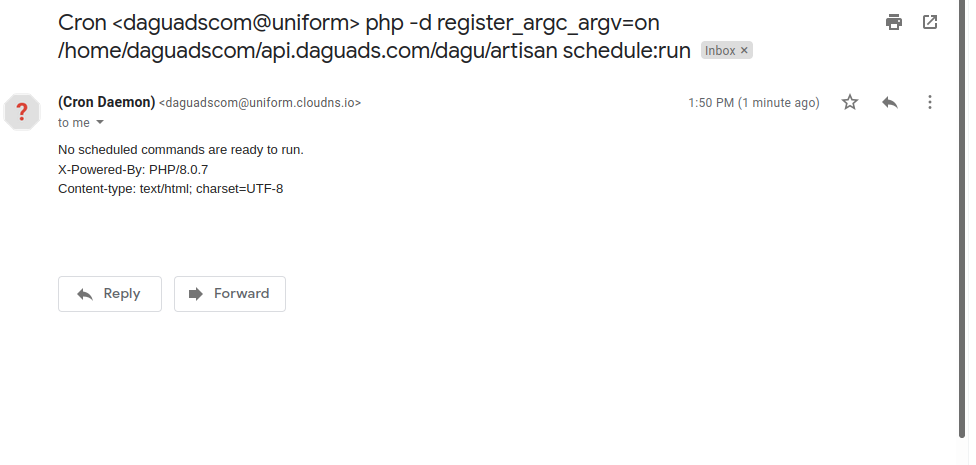 Cron <daguadscom@uniform> php -d register_argc_argv=on
/home/daguadscom/api.daguads.com/dagu/artisan schedule:run Inbox ×
? (Cron Daemon) <daguadscom@uniform.cloudns.io> 1:50 PM (1 minute ago)
to me
No scheduled commands are ready to run.
X-Powered-By: PHP/8.0.7
Content-type: text/html; charset=UTF-8
Reply Forward